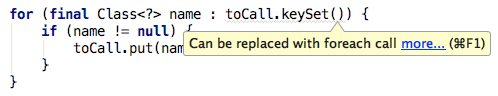 for (final Class<?> name : toCall.keySet()) {
if (name != null) {
toCall.put(nam
Can be replaced with foreach call more... (⌘F1)
}
}